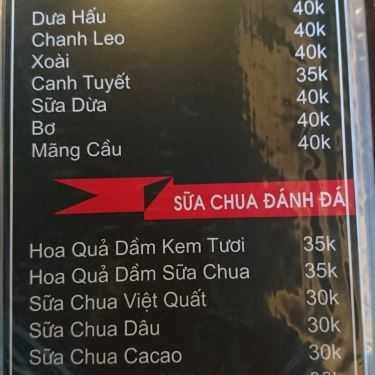 Dưa Hấu 40k
Chanh Leo 40k
Xoài 40k
Canh Tuyết 35k
Sữa Dừa 40k
Bơ 40k
Mãng Cầu 40k
SỮA CHUA ĐÁNH ĐÁ
Hoa Quả Dầm Kem Tươi 35k
Hoa Quả Dầm Sữa Chua 35k
Sữa Chua Việt Quất 30k
Sữa Chua Dâu 30k
Sữa Chua Cacao 30k